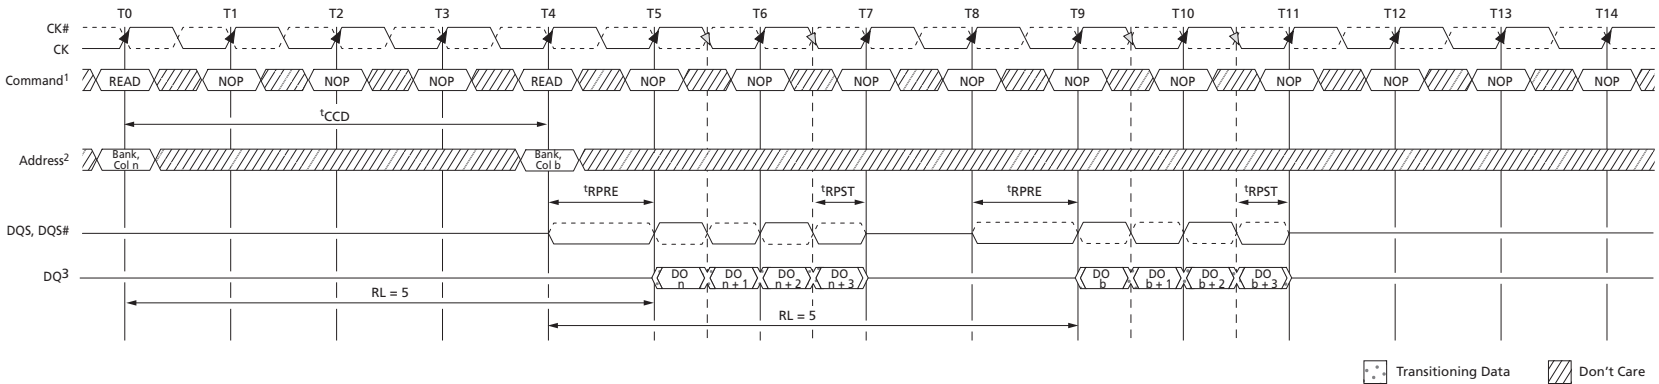 T0 T1 T2 T3 T4 T5 T6 T7 T8 T9 T10 T11 T12 T13 T14
CK#
CK
Command1 READ NOP NOP NOP READ NOP NOP NOP NOP NOP NOP NOP NOP NOP NOP
tCCD
Address2 Bank, Col n Bank, Col b
tRPRE tRPST tRPRE tRPST
DQS, DQS#
DQ3 DO n DO n + 1 DO n + 2 DO n + 3 DO b DO b + 1 DO b + 2 DO b + 3
RL = 5
RL = 5
Transitioning Data Don't Care